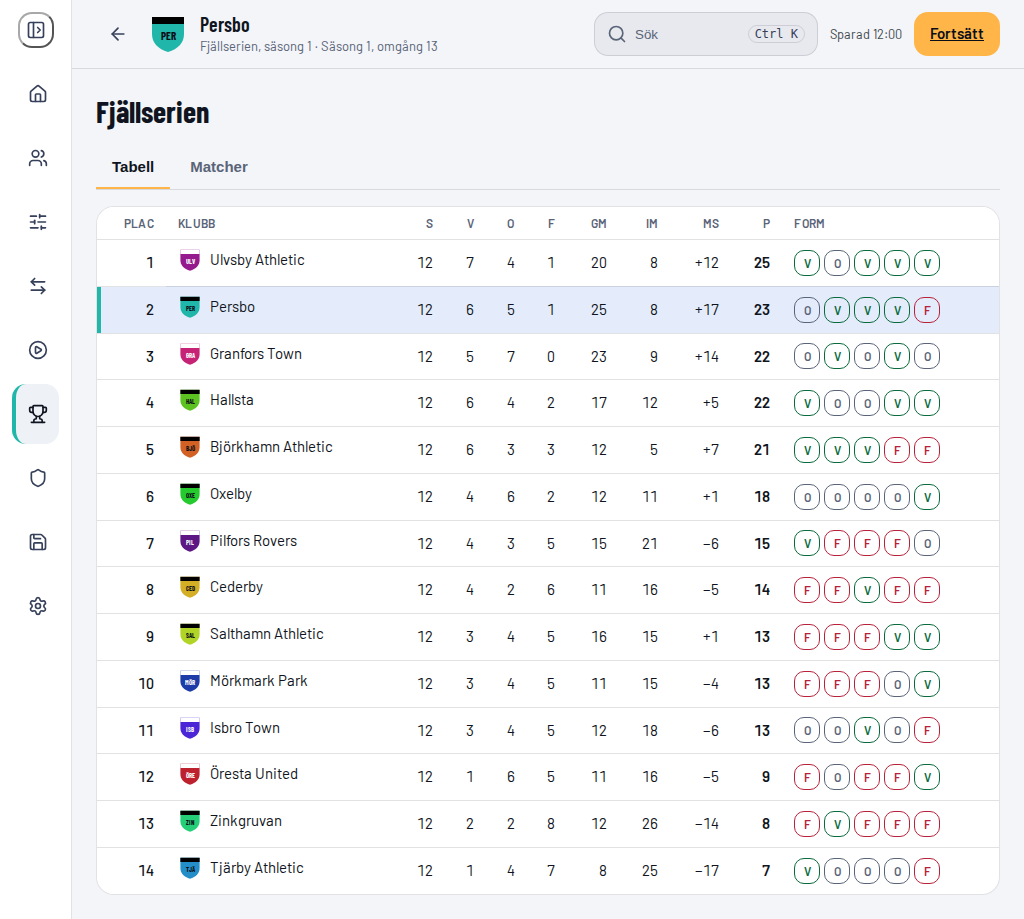 PER
Persbo
Fjällserien, säsong 1 · Säsong 1, omgång 13
Sök
Ctrl K
Sparad 12:00
Fortsätt
Fjällserien
Tabell Matcher
PLAC KLUBB S V O F GM IM MS P FORM
1 ULV Ulvsby Athletic 12 7 4 1 20 8 +12 25 V O V V V
2 PER Persbo 12 6 5 1 25 8 +17 23 O V V V F
3 GRA Granfors Town 12 5 7 0 23 9 +14 22 O V O V O
4 HAL Hallsta 12 6 4 2 17 12 +5 22 V O O V V
5 BJÖ Björkhamn Athletic 12 6 3 3 12 5 +7 21 V V V F F
6 OXE Oxelby 12 4 6 2 12 11 +1 18 O O O O V
7 PIL Pilfors Rovers 12 4 3 5 15 21 −6 15 V F F F O
8 CED Cederby 12 4 2 6 11 16 −5 14 F F V F F
9 SAL Salthamn Athletic 12 3 4 5 16 15 +1 13 F F F V V
10 MÖR Mörkmark Park 12 3 4 5 11 15 −4 13 F F F O V
11 ISB Isbro Town 12 3 4 5 12 18 −6 13 O O V O F
12 ÖRE Öresta United 12 1 6 5 11 16 −5 9 F O F F V
13 ZIN Zinkgruvan 12 2 2 8 12 26 −14 8 F V F F F
14 TJÄ Tjärby Athletic 12 1 4 7 8 25 −17 7 V O O O F